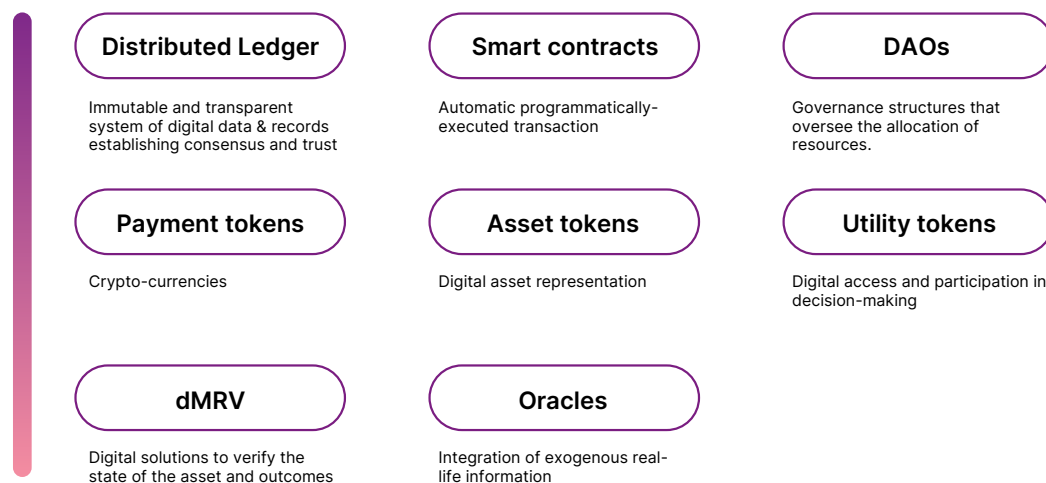 Distributed Ledger
Immutable and transparent
system of digital data & records
establishing consensus and trust
Smart contracts
Automatic programmatically-
executed transaction
DAOs
Governance structures that
oversee the allocation of
resources.
Payment tokens
Crypto-currencies
Asset tokens
Digital asset representation
Utility tokens
Digital access and participation in
decision-making
dMRV
Digital solutions to verify the
state of the asset and outcomes
Oracles
Integration of exogenous real-
life information